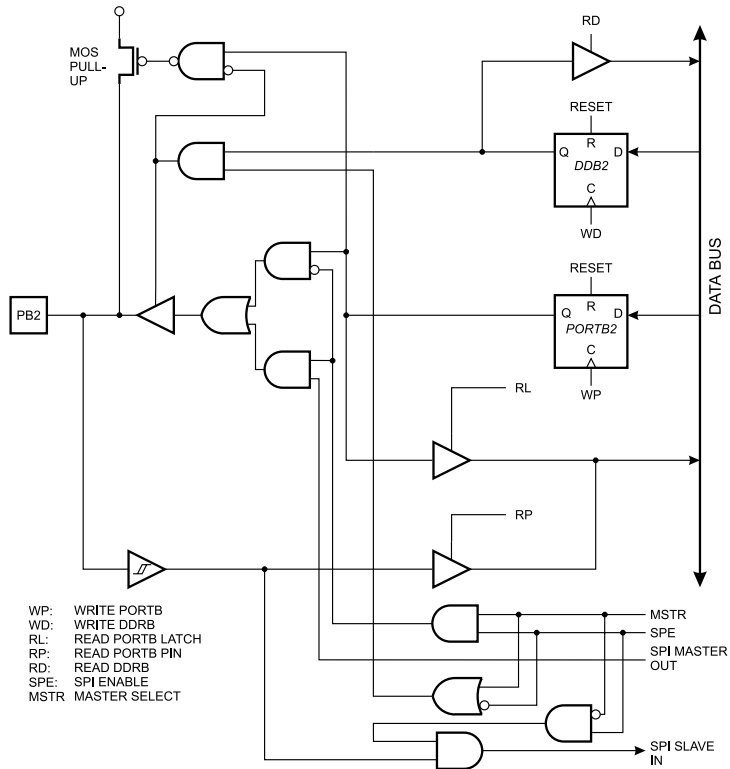 RD
MOS
PULL-
UP
RESET
R
Q
D
DDB2
C
WD
RESET
R
Q
D
PORTB2
C
WP
PB2
DATA BUS
RL
RP
WP: WRITE PORTB
WD: WRITE DDRB
RL: READ PORTB LATCH
RP: READ PORTB PIN
RD: READ DDRB
SPE: SPI ENABLE
MSTR MASTER SELECT
MSTR
SPE
SPI MASTER
OUT
SPI SLAVE
IN